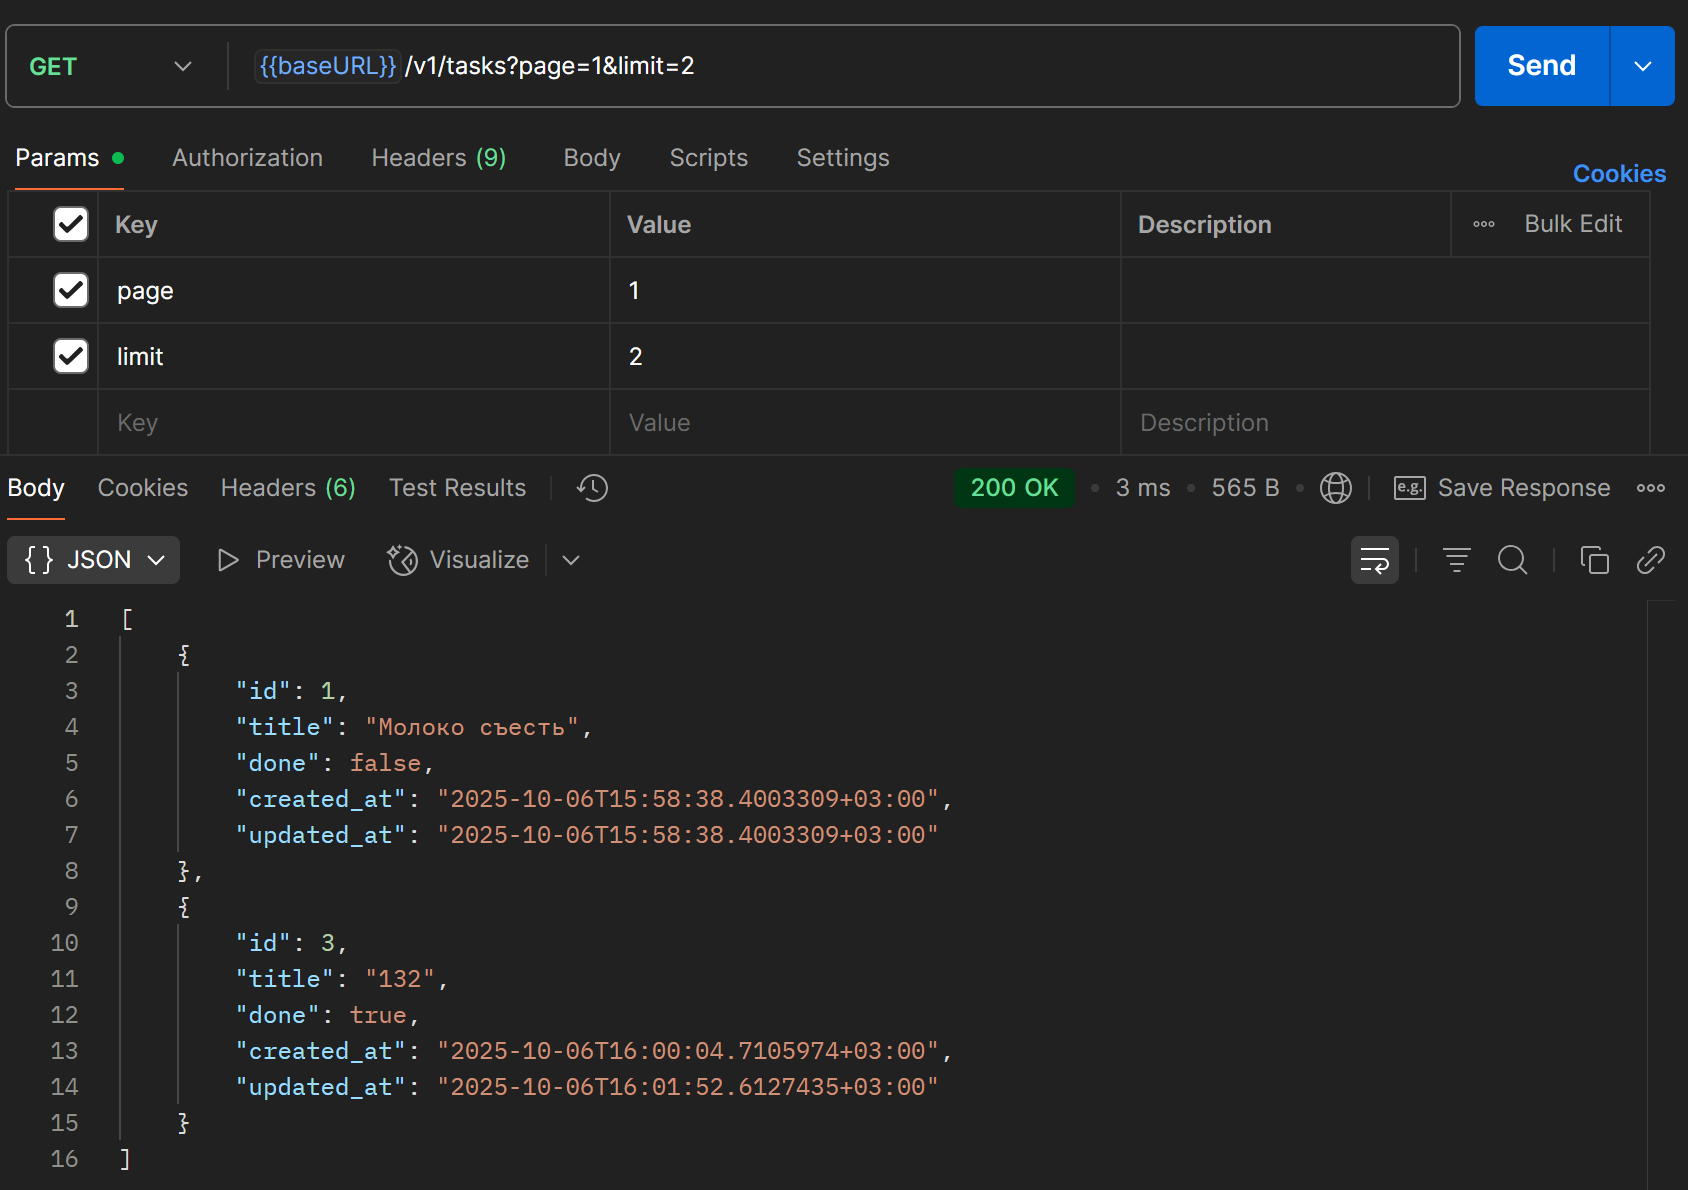 GET {{baseURL}} /v1/tasks?page=1&limit=2 Send
Params Authorization Headers (9) Body Scripts Settings Cookies
Key Value Description Bulk Edit
page 1
limit 2
Key Value Description
Body Cookies Headers (6) Test Results 200 OK 3 ms 565 B e.g. Save Response
{} JSON Preview Visualize
1 [
2 {
3 "id": 1,
4 "title": "Молоко съесть",
5 "done": false,
6 "created_at": "2025-10-06T15:58:38.4003309+03:00",
7 "updated_at": "2025-10-06T15:58:38.4003309+03:00"
8 },
9 {
10 "id": 3,
11 "title": "132",
12 "done": true,
13 "created_at": "2025-10-06T16:00:04.7105974+03:00",
14 "updated_at": "2025-10-06T16:01:52.6127435+03:00"
15 }
16 ]